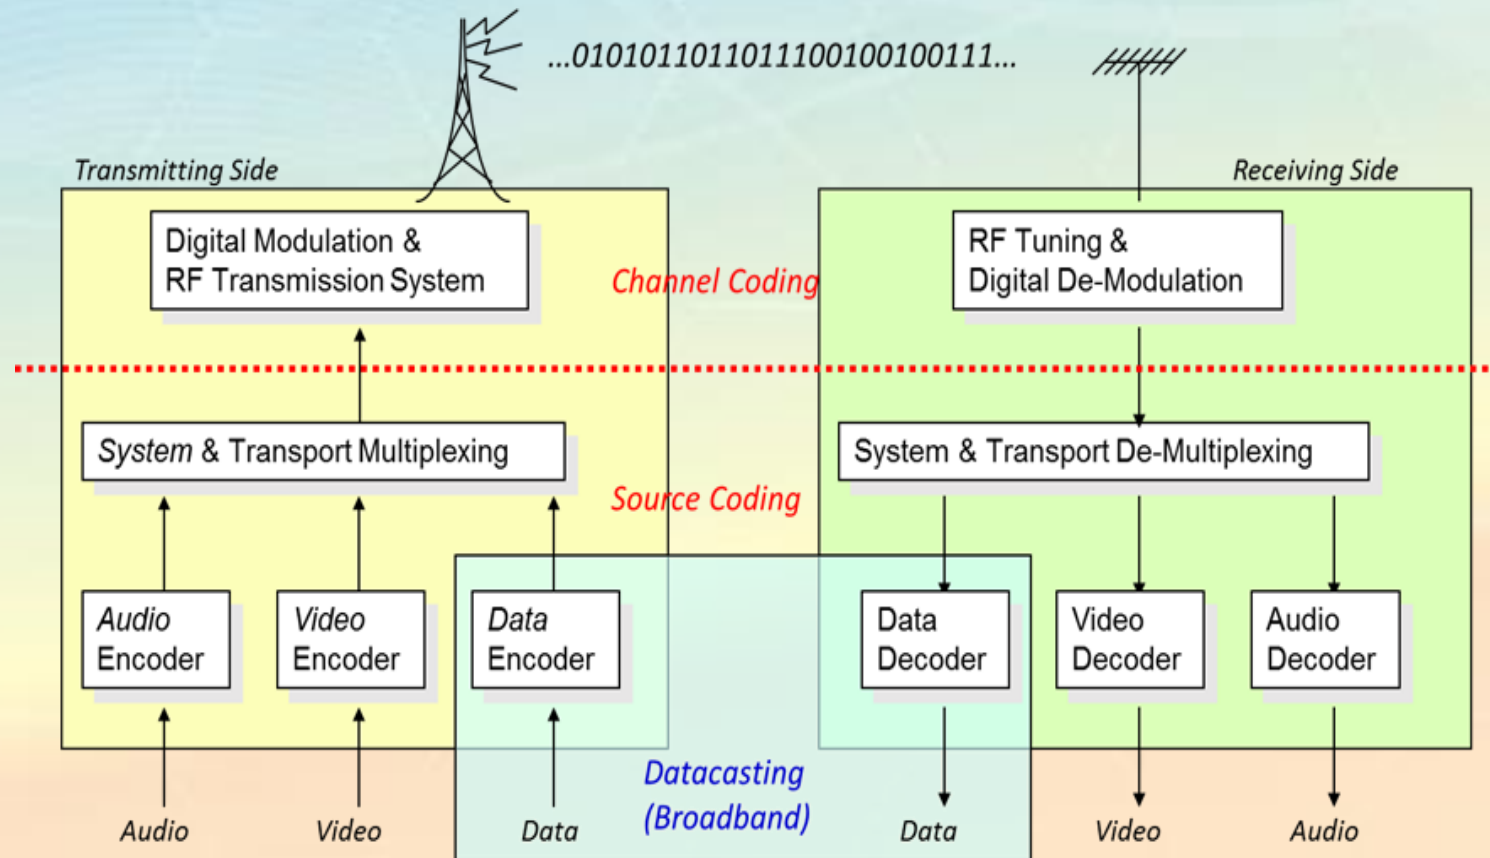 ...0101011011011100100100111...
Transmitting Side
Receiving Side
Digital Modulation &
RF Transmission System
Channel Coding
RF Tuning &
Digital De-Modulation
System & Transport Multiplexing
System & Transport De-Multiplexing
Source Coding
Audio
Encoder
Video
Encoder
Data
Encoder
Data
Decoder
Video
Decoder
Audio
Decoder
Datacasting
(Broadband)
Audio
Video
Data
Data
Video
Audio